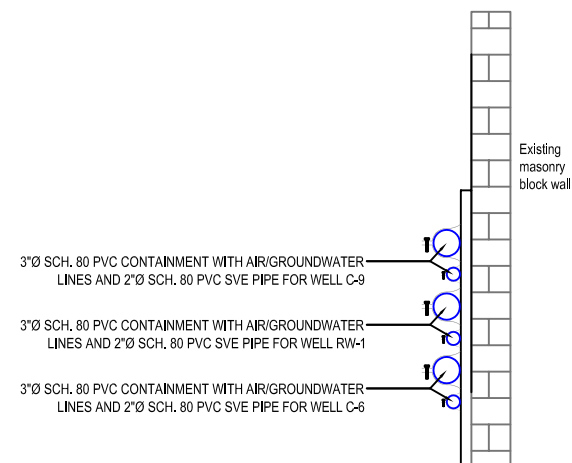 Existing
masonry
block wall
3"Ø SCH. 80 PVC CONTAINMENT WITH AIR/GROUNDWATER
LINES AND 2"Ø SCH. 80 PVC SVE PIPE FOR WELL C-9
3"Ø SCH. 80 PVC CONTAINMENT WITH AIR/GROUNDWATER
LINES AND 2"Ø SCH. 80 PVC SVE PIPE FOR WELL RW-1
3"Ø SCH. 80 PVC CONTAINMENT WITH AIR/GROUNDWATER
LINES AND 2"Ø SCH. 80 PVC SVE PIPE FOR WELL C-6